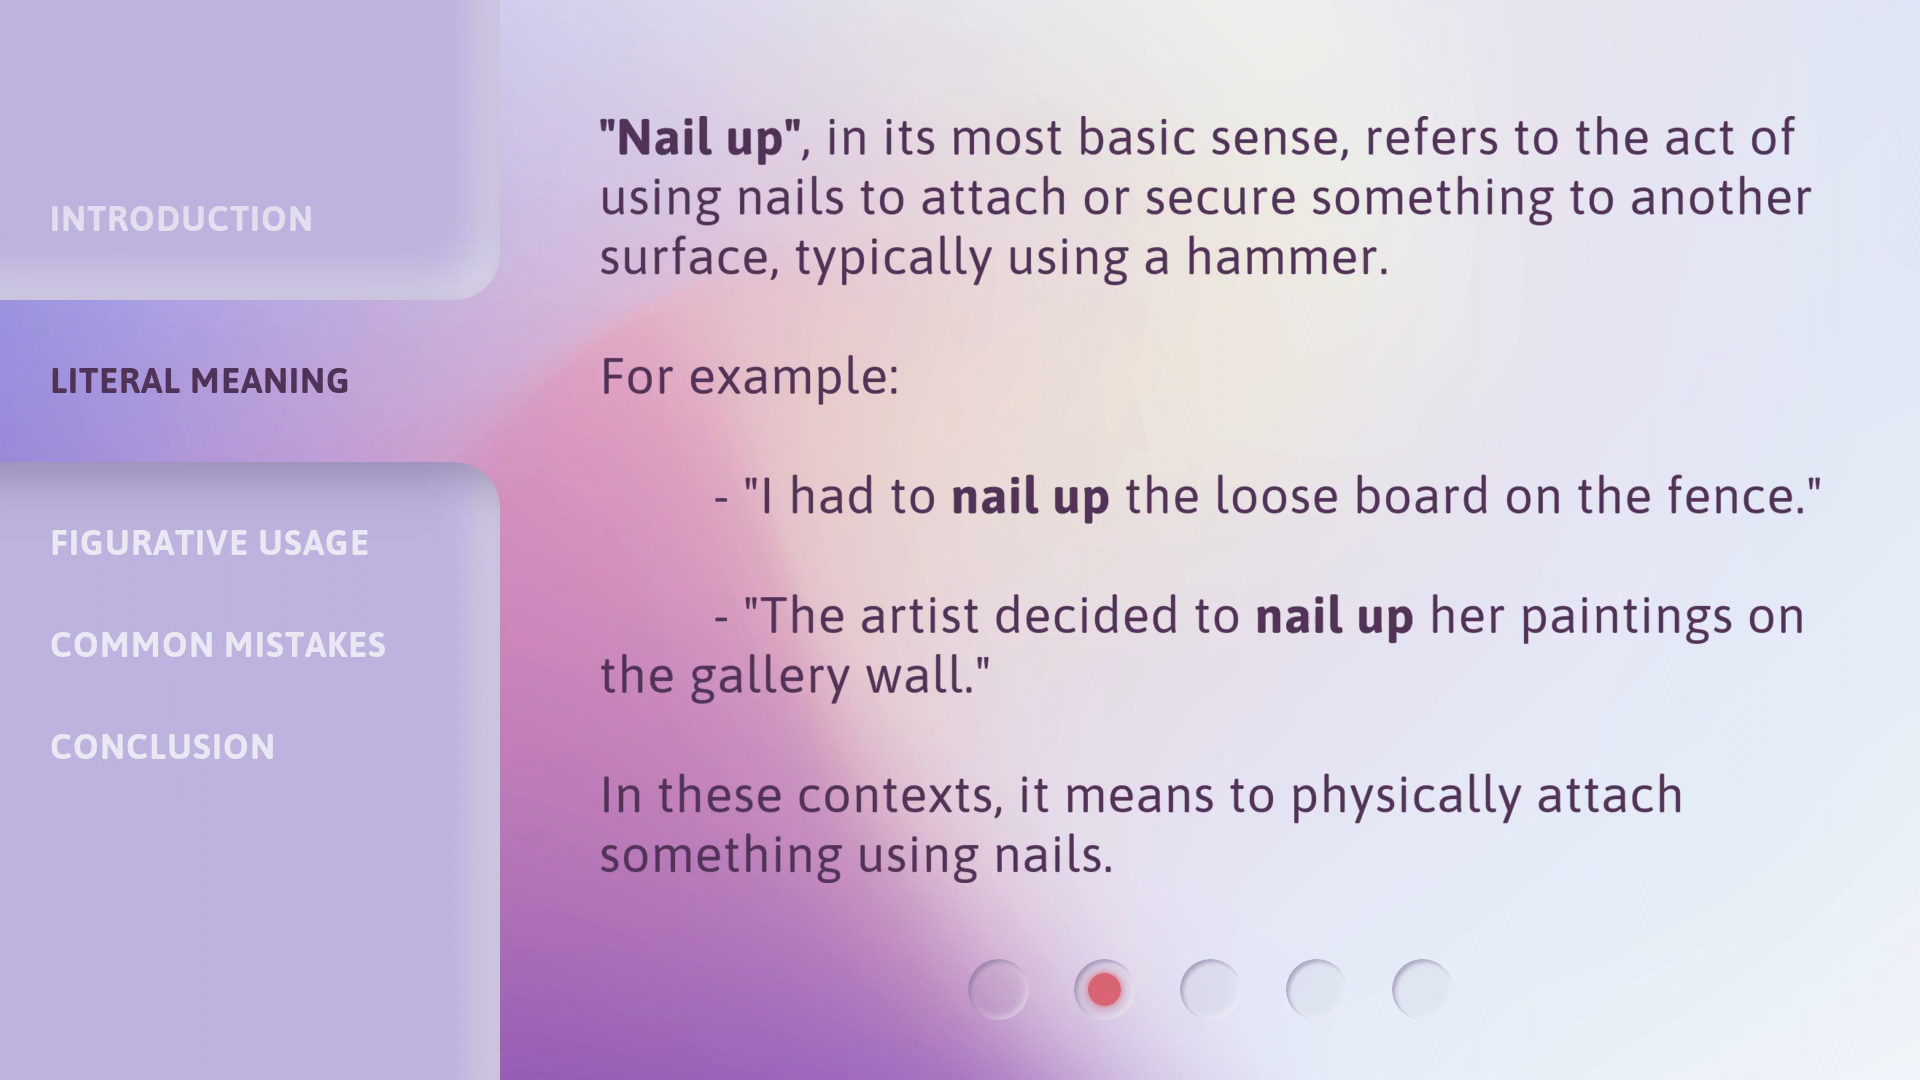 INTRODUCTION
LITERAL MEANING
FIGURATIVE USAGE
COMMON MISTAKES
CONCLUSION
"Nail up", in its most basic sense, refers to the act of
using nails to attach or secure something to another
surface, typically using a hammer.
For example:
- "I had to nail up the loose board on the fence."
- "The artist decided to nail up her paintings on
the gallery wall."
In these contexts, it means to physically attach
something using nails.